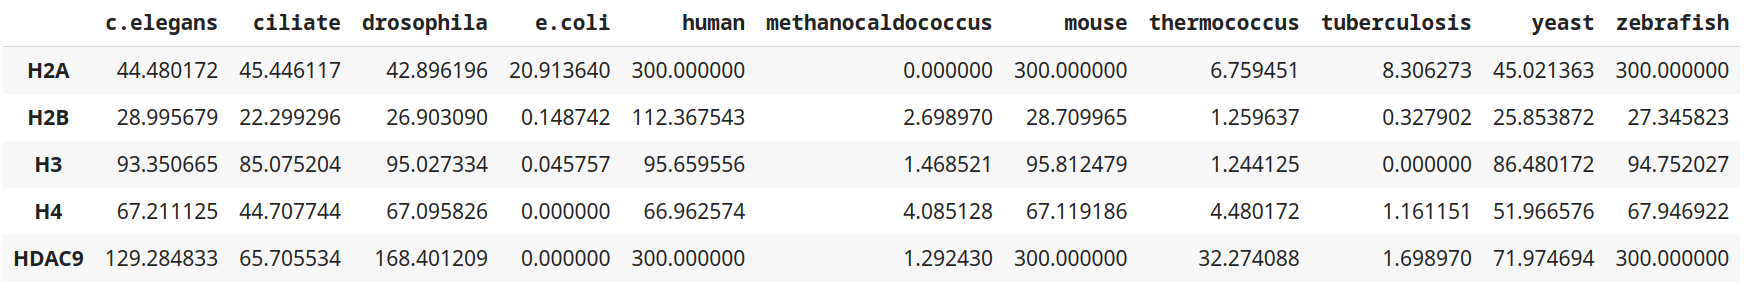 c.elegans ciliate drosophila e.coli human methanocaldococcus mouse thermococcus tuberculosis yeast zebrafish
H2A 44.480172 45.446117 42.896196 20.913640 300.000000 0.000000 300.000000 6.759451 8.306273 45.021363 300.000000
H2B 28.995679 22.299296 26.903090 0.148742 112.367543 2.698970 28.709965 1.259637 0.327902 25.853872 27.345823
H3 93.350665 85.075204 95.027334 0.045757 95.659556 1.468521 95.812479 1.244125 0.000000 86.480172 94.752027
H4 67.211125 44.707744 67.095826 0.000000 66.962574 4.085128 67.119186 4.480172 1.161151 51.966576 67.946922
HDAC9 129.284833 65.705534 168.401209 0.000000 300.000000 1.292430 300.000000 32.274088 1.698970 71.974694 300.000000